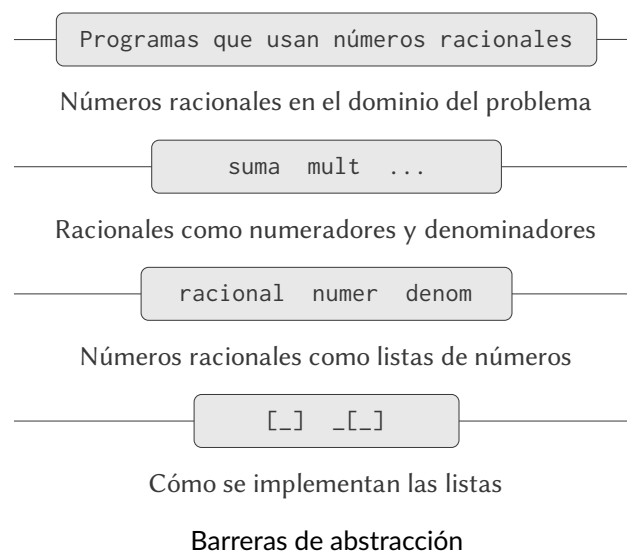 Programas que usan números racionales
Números racionales en el dominio del problema
suma mult ...
Racionales como numeradores y denominadores
racional numer denom
Números racionales como listas de números
[_] _[_]
Cómo se implementan las listas
Barreras de abstracción